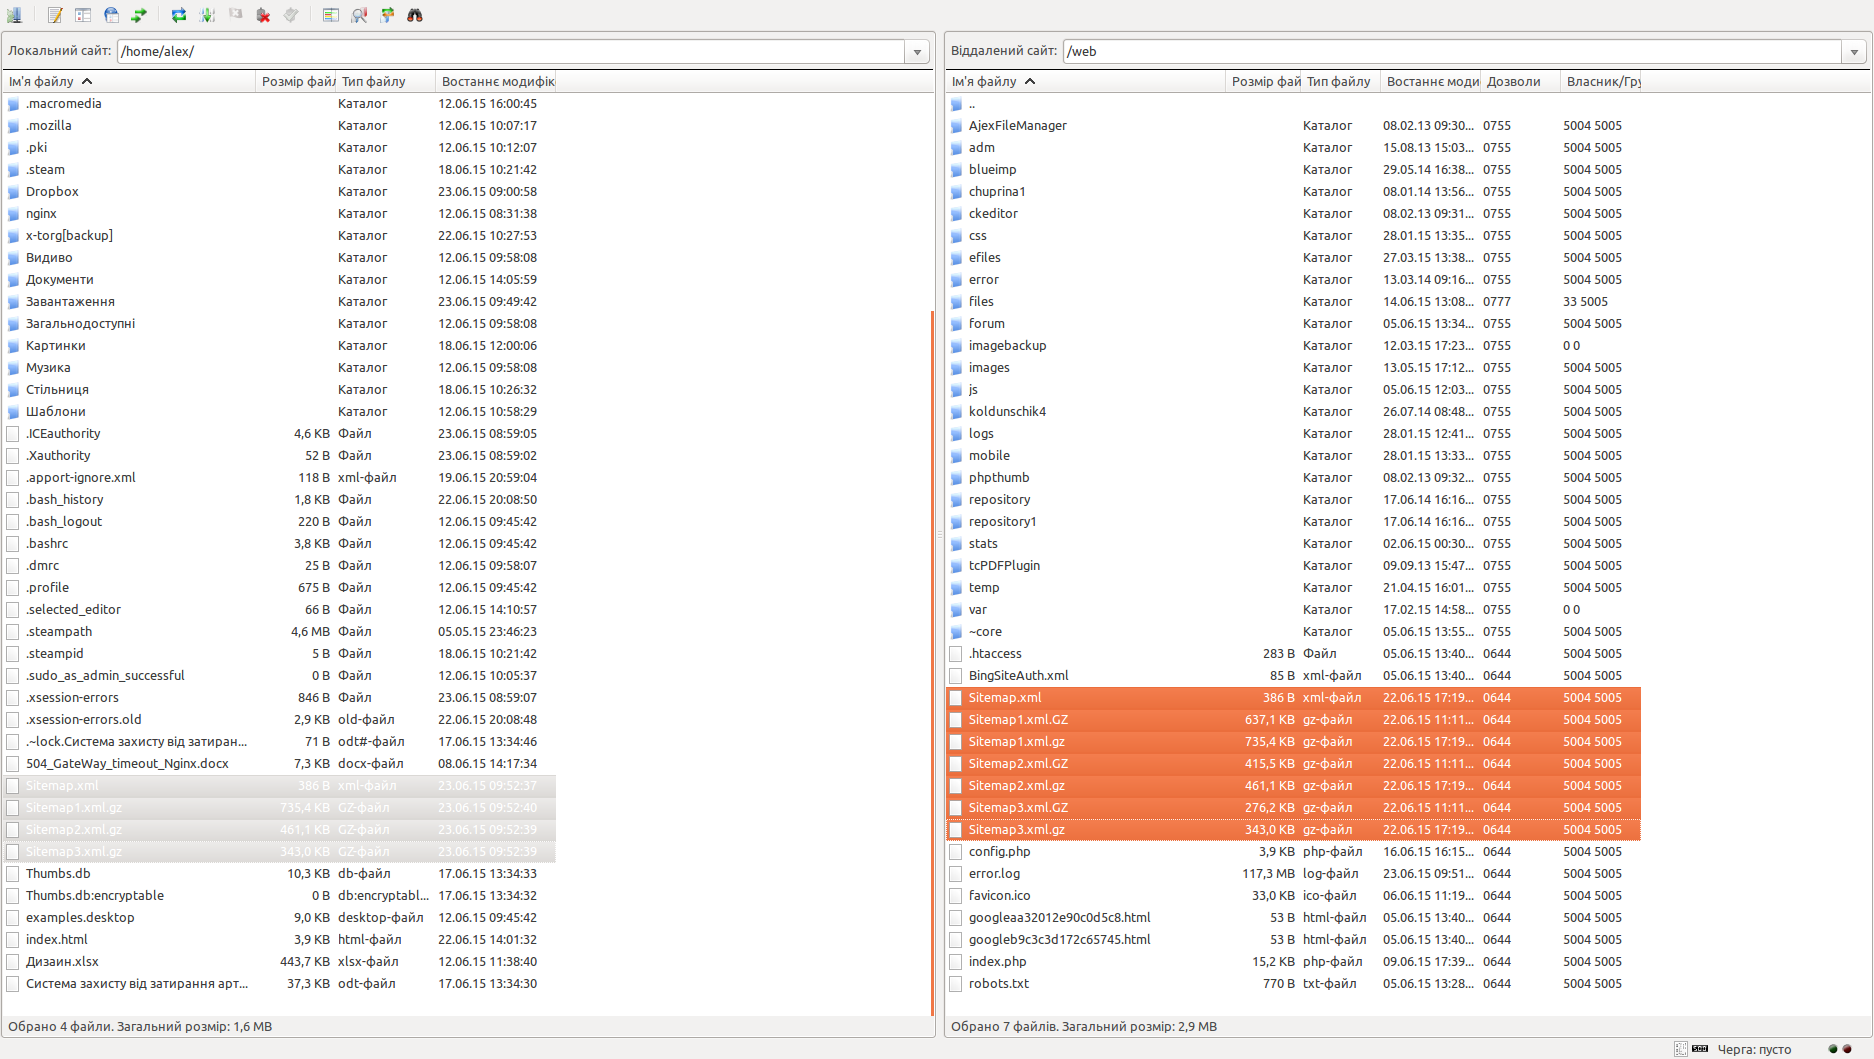 Локальний сайт: /home/alex/
Ім'я файлу Розмір файл Тип файлу Востаннє модифік
.macromedia Каталог 12.06.15 16:00:45
.mozilla Каталог 12.06.15 10:07:17
.pki Каталог 12.06.15 10:12:07
.steam Каталог 18.06.15 10:21:42
Dropbox Каталог 23.06.15 09:00:58
nginx Каталог 12.06.15 08:31:38
x-torg[backup] Каталог 22.06.15 10:27:53
Видиво Каталог 12.06.15 09:58:08
Документи Каталог 12.06.15 14:05:59
Завантаження Каталог 23.06.15 09:49:42
Загальнодоступні Каталог 12.06.15 09:58:08
Картинки Каталог 18.06.15 12:00:06
Музика Каталог 12.06.15 09:58:08
Стільниця Каталог 18.06.15 10:26:32
Шаблони Каталог 12.06.15 10:58:29
.ICEauthority 4,6 KB Файл 23.06.15 08:59:05
.Xauthority 52 B Файл 23.06.15 08:59:02
.apport-ignore.xml 118 B xml-файл 19.06.15 20:59:04
.bash_history 1,8 KB Файл 22.06.15 20:08:50
.bash_logout 220 B Файл 12.06.15 09:45:42
.bashrc 3,8 KB Файл 12.06.15 09:45:42
.dmrc 25 B Файл 12.06.15 09:58:07
.profile 675 B Файл 12.06.15 09:45:42
.selected_editor 66 B Файл 12.06.15 14:10:57
.steampath 4,6 MB Файл 05.05.15 23:46:23
.steampid 5 B Файл 18.06.15 10:21:42
.sudo_as_admin_successful 0 B Файл 12.06.15 10:05:37
.xsession-errors 846 B Файл 23.06.15 08:59:07
.xsession-errors.old 2,9 KB old-файл 22.06.15 20:08:48
.~lock.Система захисту від затиран... 71 B odt#-файл 17.06.15 13:34:46
504_GateWay_timeout_Nginx.docx 7,3 KB docx-файл 08.06.15 14:17:34
Sitemap.xml 386 B xml-файл 23.06.15 09:52:37
Sitemap1.xml.gz 735,4 KB GZ-файл 23.06.15 09:52:40
Sitemap2.xml.gz 461,1 KB GZ-файл 23.06.15 09:52:39
Sitemap3.xml.gz 343,0 KB GZ-файл 23.06.15 09:52:39
Thumbs.db 10,3 KB db-файл 17.06.15 13:34:33
Thumbs.db:encryptable 0 B db:encryptabl... 17.06.15 13:34:32
examples.desktop 9,0 KB desktop-файл 12.06.15 09:45:42
index.html 3,9 KB html-файл 22.06.15 14:01:32
Дизаин.xlsx 443,7 KB xlsx-файл 12.06.15 11:38:40
Система захисту від затирання арт... 37,3 KB odt-файл 17.06.15 13:34:30
Обрано 4 файли. Загальний розмір: 1,6 MB
Віддалений сайт: /web
Ім'я файлу Розмір фай Тип файлу Востаннє моди Дозволи Власник/Гру
..
AjexFileManager Каталог 08.02.13 09:30... 0755 5004 5005
adm Каталог 15.08.13 15:03... 0755 5004 5005
blueimp Каталог 29.05.14 16:38... 0755 5004 5005
chuprina1 Каталог 08.01.14 13:56... 0755 5004 5005
ckeditor Каталог 08.02.13 09:31... 0755 5004 5005
css Каталог 28.01.15 13:35... 0755 5004 5005
efiles Каталог 27.03.15 13:38... 0755 5004 5005
error Каталог 13.03.14 09:16... 0755 5004 5005
files Каталог 14.06.15 13:08... 0777 33 5005
forum Каталог 05.06.15 13:34... 0755 5004 5005
imagebackup Каталог 12.03.15 17:23... 0755 0 0
images Каталог 13.05.15 17:12... 0755 5004 5005
js Каталог 05.06.15 12:03... 0755 5004 5005
koldunschik4 Каталог 26.07.14 08:48... 0755 5004 5005
logs Каталог 28.01.15 12:41... 0755 5004 5005
mobile Каталог 28.01.15 13:33... 0755 5004 5005
phpthumb Каталог 08.02.13 09:32... 0755 5004 5005
repository Каталог 17.06.14 16:16... 0755 5004 5005
repository1 Каталог 17.06.14 16:16... 0755 5004 5005
stats Каталог 02.06.15 00:30... 0755 5004 5005
tcPDFPlugin Каталог 09.09.13 15:47... 0755 5004 5005
temp Каталог 21.04.15 16:01... 0755 5004 5005
var Каталог 17.02.15 14:58... 0755 0 0
~core Каталог 05.06.15 13:55... 0755 5004 5005
.htaccess 283 B Файл 05.06.15 13:40... 0644 5004 5005
BingSiteAuth.xml 85 B xml-файл 05.06.15 13:40... 0644 5004 5005
Sitemap.xml 386 B xml-файл 22.06.15 17:19... 0644 5004 5005
Sitemap1.xml.GZ 637,1 KB gz-файл 22.06.15 11:11... 0644 5004 5005
Sitemap1.xml.gz 735,4 KB gz-файл 22.06.15 17:19... 0644 5004 5005
Sitemap2.xml.GZ 415,5 KB gz-файл 22.06.15 11:11... 0644 5004 5005
Sitemap2.xml.gz 461,1 KB gz-файл 22.06.15 17:19... 0644 5004 5005
Sitemap3.xml.GZ 276,2 KB gz-файл 22.06.15 11:11... 0644 5004 5005
Sitemap3.xml.gz 343,0 KB gz-файл 22.06.15 17:19... 0644 5004 5005
config.php 3,9 KB php-файл 16.06.15 16:15... 0644 5004 5005
error.log 117,3 MB log-файл 23.06.15 09:51... 0644 5004 5005
favicon.ico 33,0 KB ico-файл 06.06.15 11:19... 0644 5004 5005
googleaa32012e90c0d5c8.html 53 B html-файл 05.06.15 13:40... 0644 5004 5005
googleb9c3c3d172c65745.html 53 B html-файл 05.06.15 13:40... 0644 5004 5005
index.php 15,2 KB php-файл 09.06.15 17:39... 0644 5004 5005
robots.txt 770 B txt-файл 05.06.15 13:28... 0644 5004 5005
Обрано 7 файлів. Загальний розмір: 2,9 MB
Черга: пусто